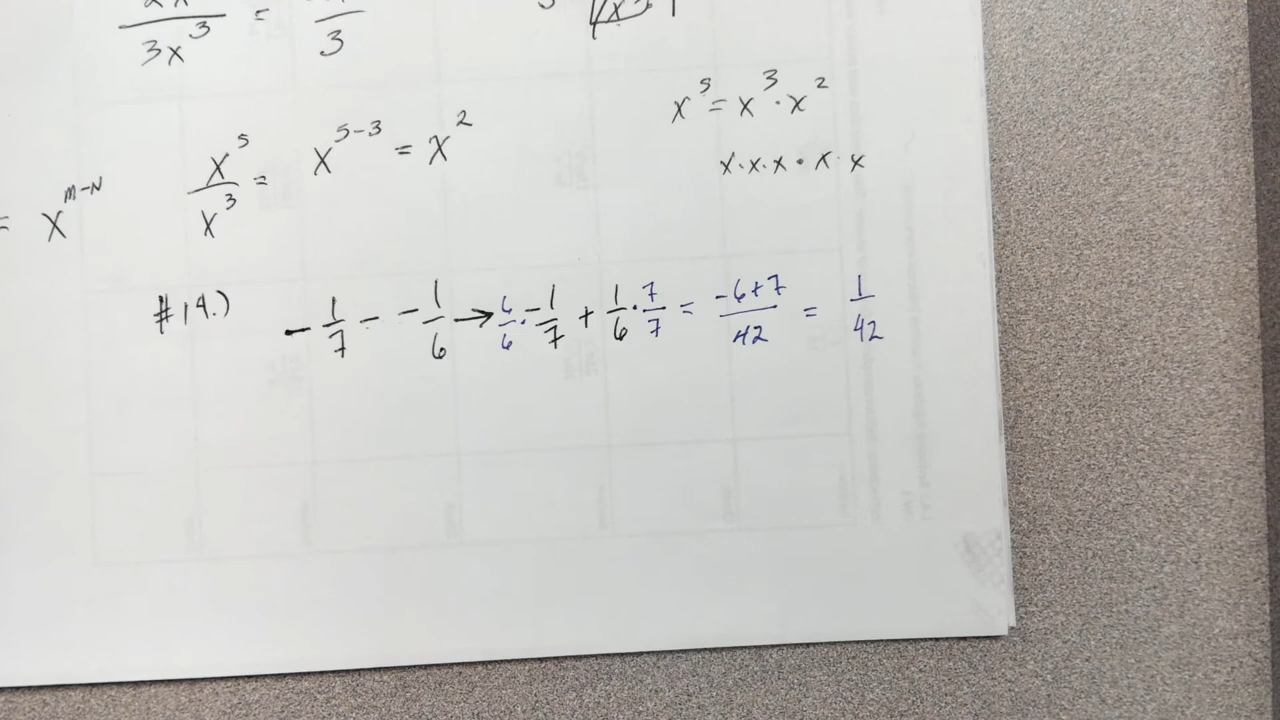 3x³ = 3
x⁵ = x³ · x²
x⁵/x³ = x⁵⁻³ = x²
x·x·x·x·x
= x^(m-N)
#14.) -1/7 - -1/6 → 6/6 · -1/7 + 1/6 · 7/7 = (-6+7)/42 = 1/42